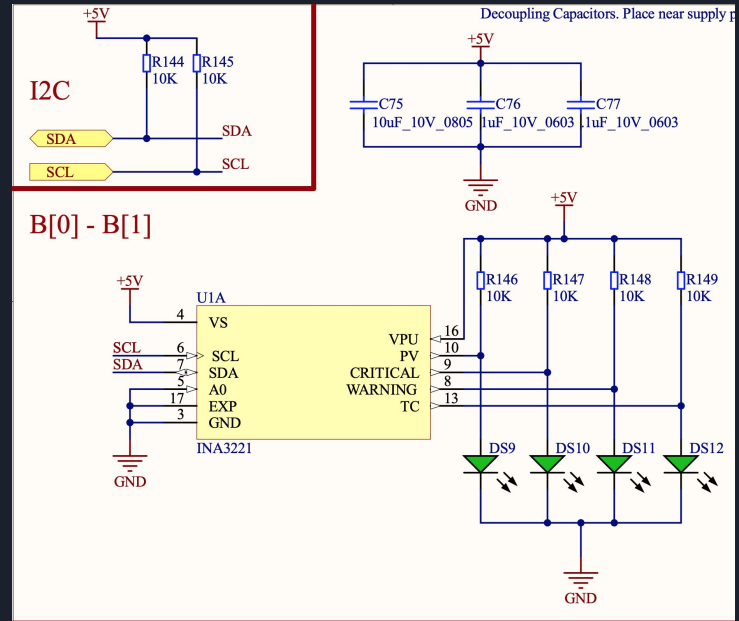 Decoupling Capacitors. Place near supply p
+5V
R144
10K
R145
10K
I2C
SDA
SDA
SCL
SCL
+5V
C75
10uF_10V_0805
C76
1uF_10V_0603
C77
.1uF_10V_0603
GND
B[0] - B[1]
+5V
+5V
R146
10K
R147
10K
R148
10K
R149
10K
U1A
4
VS
SCL
6
SCL
SDA
7
SDA
5
A0
17
EXP
3
GND
VPU
16
PV
10
CRITICAL
9
WARNING
8
TC
13
INA3221
GND
DS9
DS10
DS11
DS12
GND